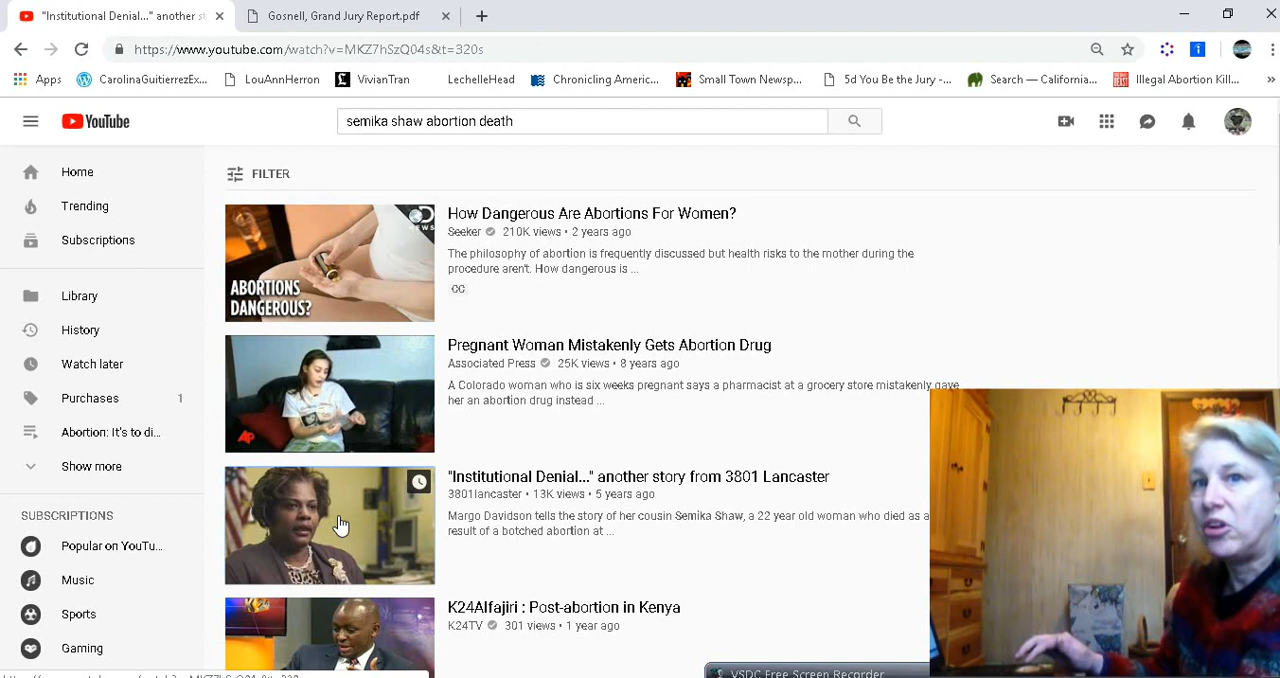 "Institutional Denial..." another st
Gosnell, Grand Jury Report.pdf
https://www.youtube.com/watch?v=MKZ7hSzQ04s&t=320s
Apps
CarolinaGuitierrezEx...
LouAnnHerron
VivianTran
LechelleHead
Chronicling Americ...
Small Town Newsp...
5d You Be the Jury -...
Search — California...
Illegal Abortion Kill...
YouTube
semika shaw abortion death
Home
Trending
Subscriptions
Library
History
Watch later
Purchases 1
Abortion: It's to di...
Show more
SUBSCRIPTIONS
Popular on YouTu...
Music
Sports
Gaming
FILTER
NEWS
ABORTIONS
DANGEROUS?
How Dangerous Are Abortions For Women?
Seeker 210K views • 2 years ago
The philosophy of abortion is frequently discussed but health risks to the mother during the
procedure aren't. How dangerous is ...
CC
AP
Pregnant Woman Mistakenly Gets Abortion Drug
Associated Press 25K views • 8 years ago
A Colorado woman who is six weeks pregnant says a pharmacist at a grocery store mistakenly gave
her an abortion drug instead ...
"Institutional Denial..." another story from 3801 Lancaster
3801lancaster • 13K views • 5 years ago
Margo Davidson tells the story of her cousin Semika Shaw, a 22 year old woman who died as a
result of a botched abortion at ...
K24
K24Alfajiri : Post-abortion in Kenya
K24TV 301 views • 1 year ago
VSDC Free Screen Recorder